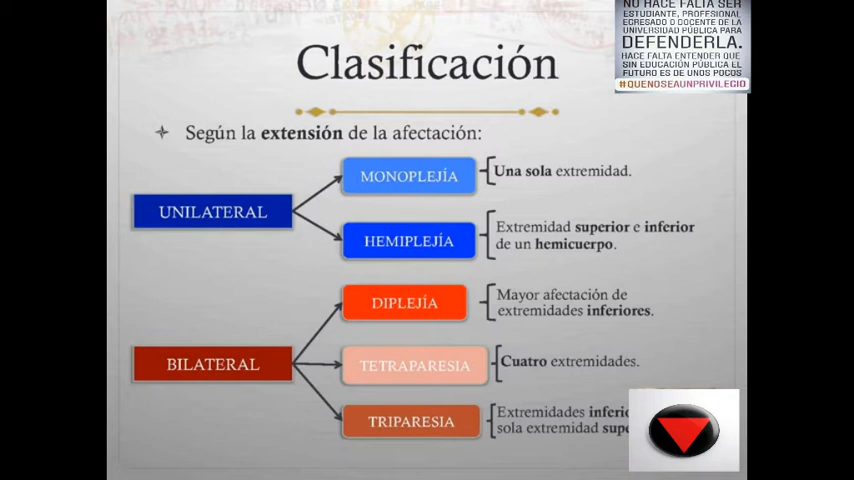 NO HACE FALTA SER
ESTUDIANTE, PROFESIONAL
EGRESADO O DOCENTE DE LA
UNIVERSIDAD PÚBLICA PARA
DEFENDERLA.
HACE FALTA ENTENDER QUE
SIN EDUCACIÓN PÚBLICA EL
FUTURO ES DE UNOS POCOS
#QUENOSEAUNPRIVILEGIO
Clasificación
Según la extensión de la afectación:
UNILATERAL
MONOPLEJÍA
Una sola extremidad.
HEMIPLEJÍA
Extremidad superior e inferior
de un hemicuerpo.
BILATERAL
DIPLEJÍA
Mayor afectación de
extremidades inferiores.
TETRAPARESIA
Cuatro extremidades.
TRIPARESIA
Extremidades
sola extremidad